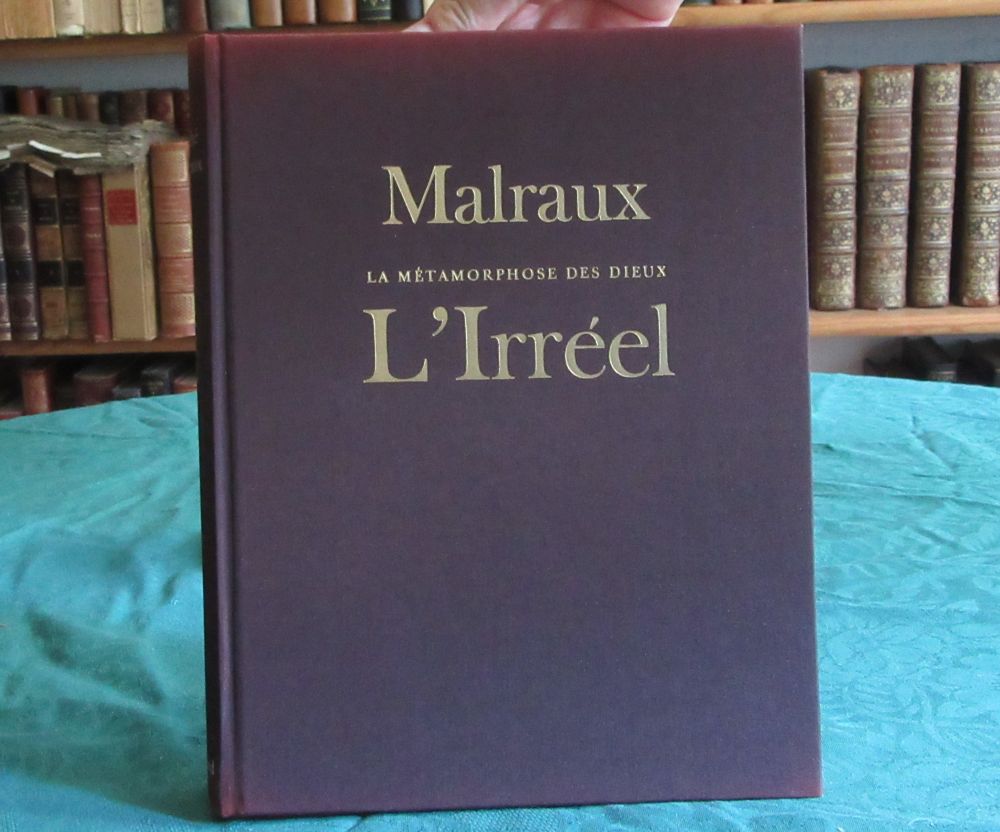 Malraux
LA MÉTAMORPHOSE DES DIEUX
L'Irréel